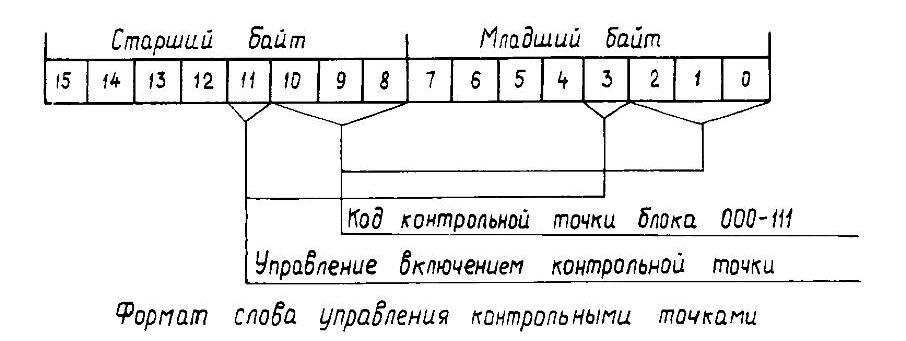 Старший байт Младший байт
15 14 13 12 11 10 9 8 7 6 5 4 3 2 1 0
Код контрольной точки блока 000-111
Управление включением контрольной точки
Формат слова управления контрольными точками